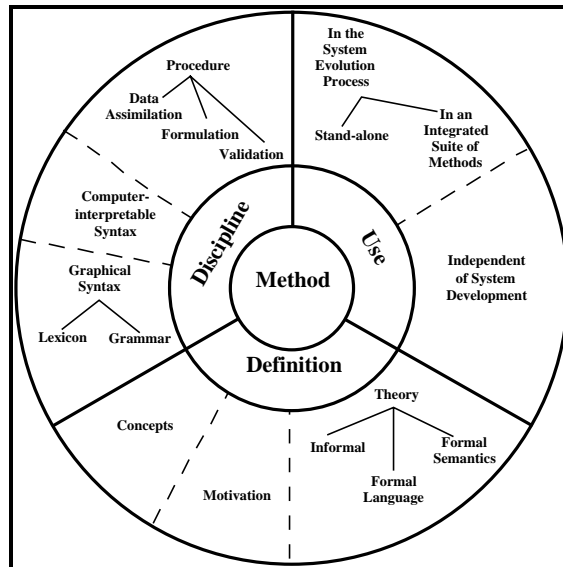 Procedure
Data
Assimilation
Formulation
Validation
In the
System
Evolution
Process
Stand-alone
In an
Integrated
Suite of
Methods
Computer-
interpretable
Syntax
Discipline
Use
Independent
of System
Development
Graphical
Syntax
Lexicon
Grammar
Method
Definition
Concepts
Motivation
Theory
Informal
Formal
Language
Formal
Semantics